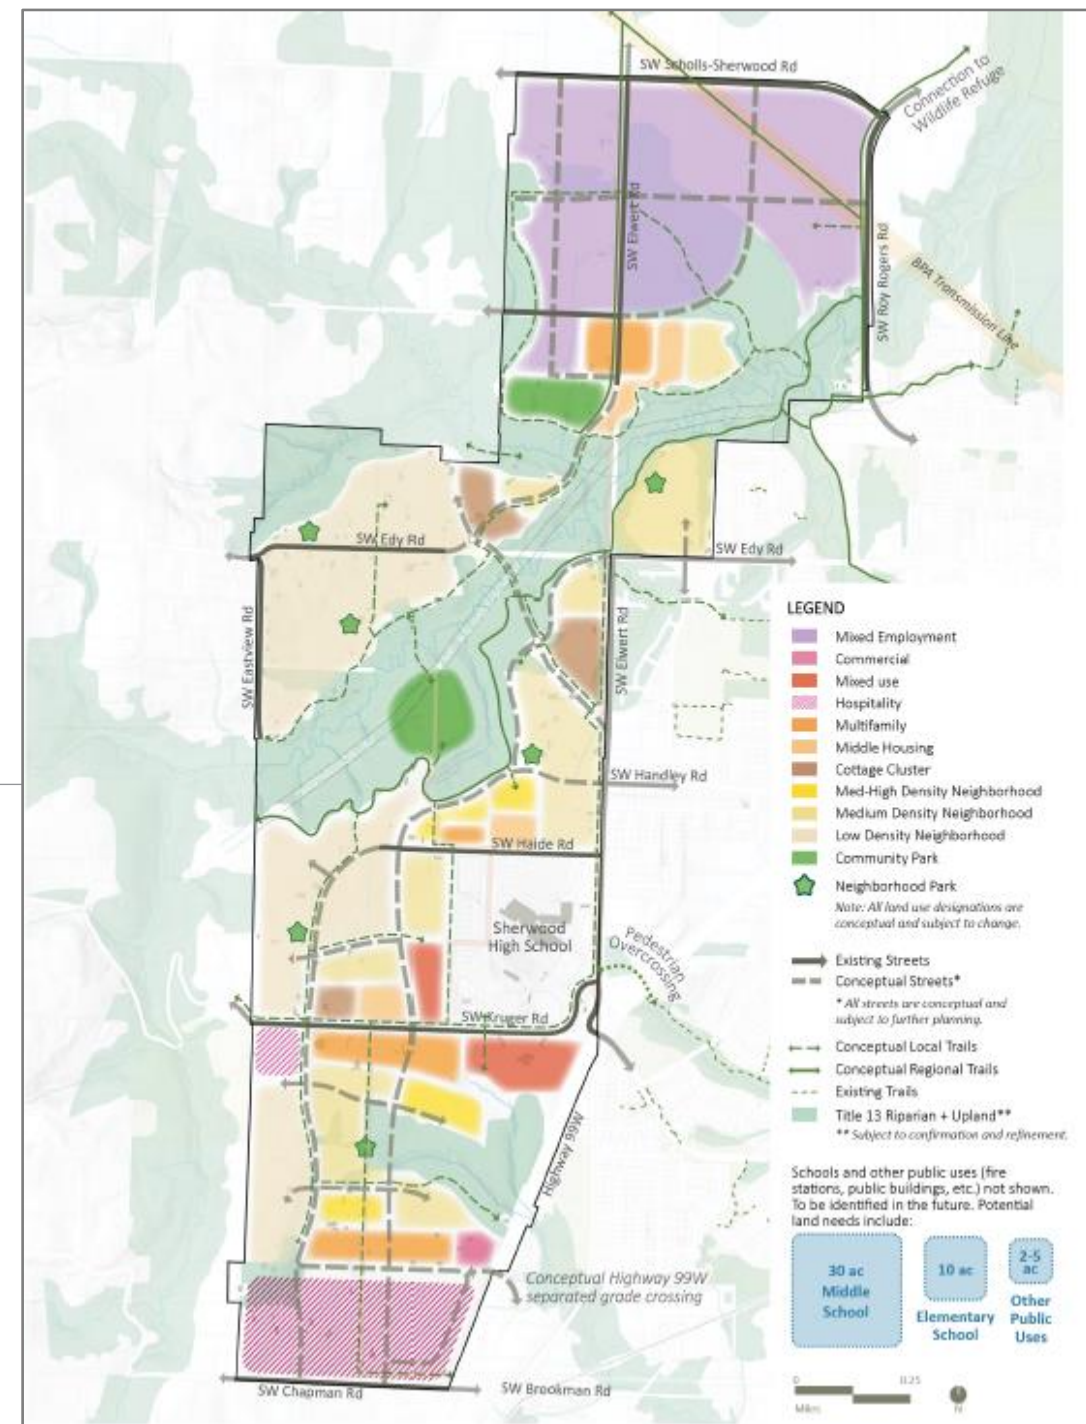 SW Scholls-Sherwood Rd
Connection to
Wildlife Refuge
SW Elwert Rd
SW Roy Rogers Rd
BPA Transmission Line
SW Edy Rd
SW Edy Rd
SW Eastview Rd
SW Elwert Rd
SW Handley Rd
SW Haide Rd
Sherwood
High School
Pedestrian
Overcrossing
SW Kruger Rd
Highway 99W
Conceptual Highway 99W
separated grade crossing
SW Chapman Rd
SW Brookman Rd
LEGEND
Mixed Employment
Commercial
Mixed use
Hospitality
Multifamily
Middle Housing
Cottage Cluster
Med-High Density Neighborhood
Medium Density Neighborhood
Low Density Neighborhood
Community Park
Neighborhood Park
Note: All land use designations are
conceptual and subject to change.
Existing Streets
Conceptual Streets*
* All streets are conceptual and
subject to further planning.
Conceptual Local Trails
Conceptual Regional Trails
Existing Trails
Title 13 Riparian + Upland**
** Subject to confirmation and refinement.
Schools and other public uses (fire
stations, public buildings, etc.) not shown.
To be identified in the future. Potential
land needs include:
30 ac
Middle
School
10 ac
Elementary
School
2-5
ac
Other
Public
Uses
0 0.25
Miles
N